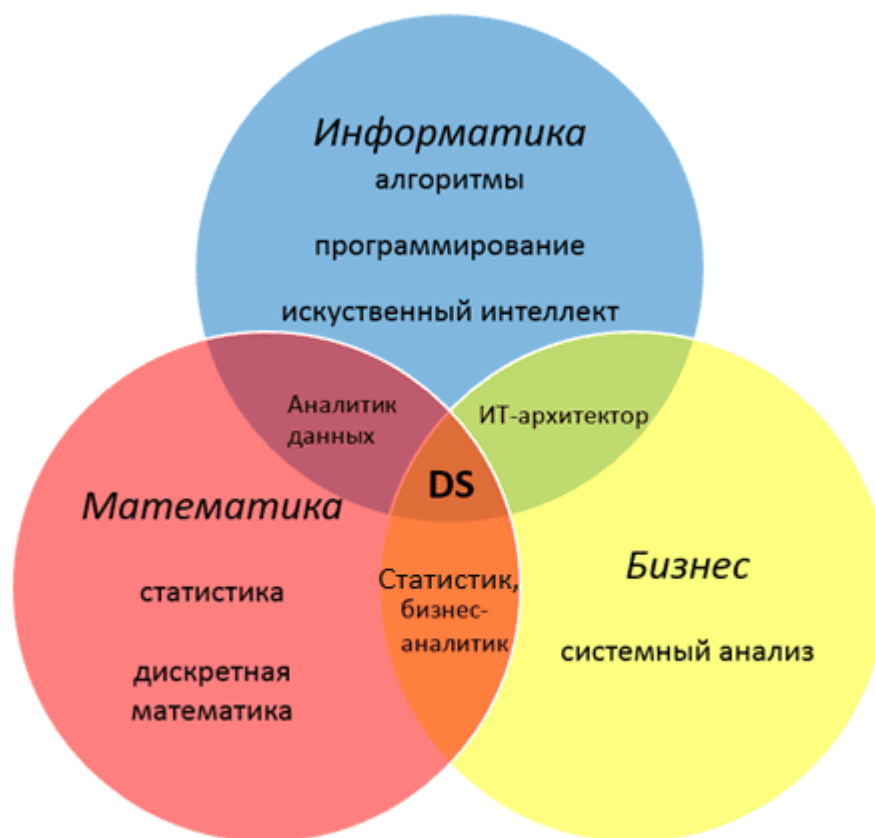 Информатика
алгоритмы
программирование
искуственный интеллект
Аналитик
данных
ИТ-архитектор
DS
Математика
статистика
дискретная
математика
Статистик,
бизнес-
аналитик
Бизнес
системный анализ